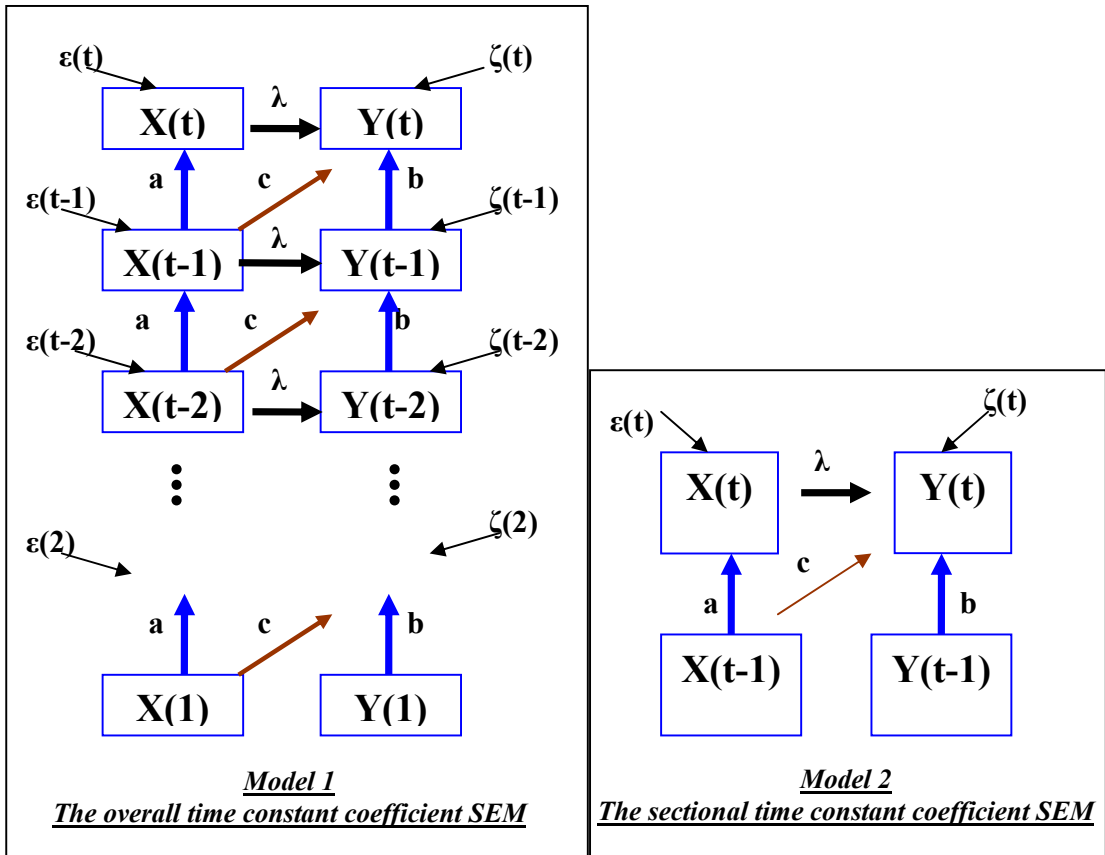 ε(t)
ζ(t)
λ
X(t)
Y(t)
a
c
b
ε(t-1)
ζ(t-1)
λ
X(t-1)
Y(t-1)
a
c
b
ε(t-2)
ζ(t-2)
λ
X(t-2)
Y(t-2)
ε(2)
ζ(2)
a
c
b
X(1)
Y(1)
Model 1
The overall time constant coefficient SEM
ε(t)
ζ(t)
λ
X(t)
Y(t)
c
a
b
X(t-1)
Y(t-1)
Model 2
The sectional time constant coefficient SEM